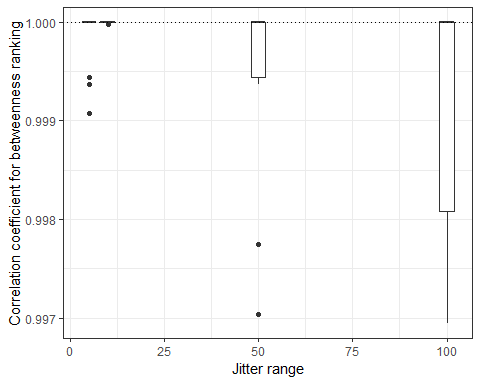 Correlation coefficient for betweenness ranking
1.000
0.999
0.998
0.997
0 25 50 75 100
Jitter range